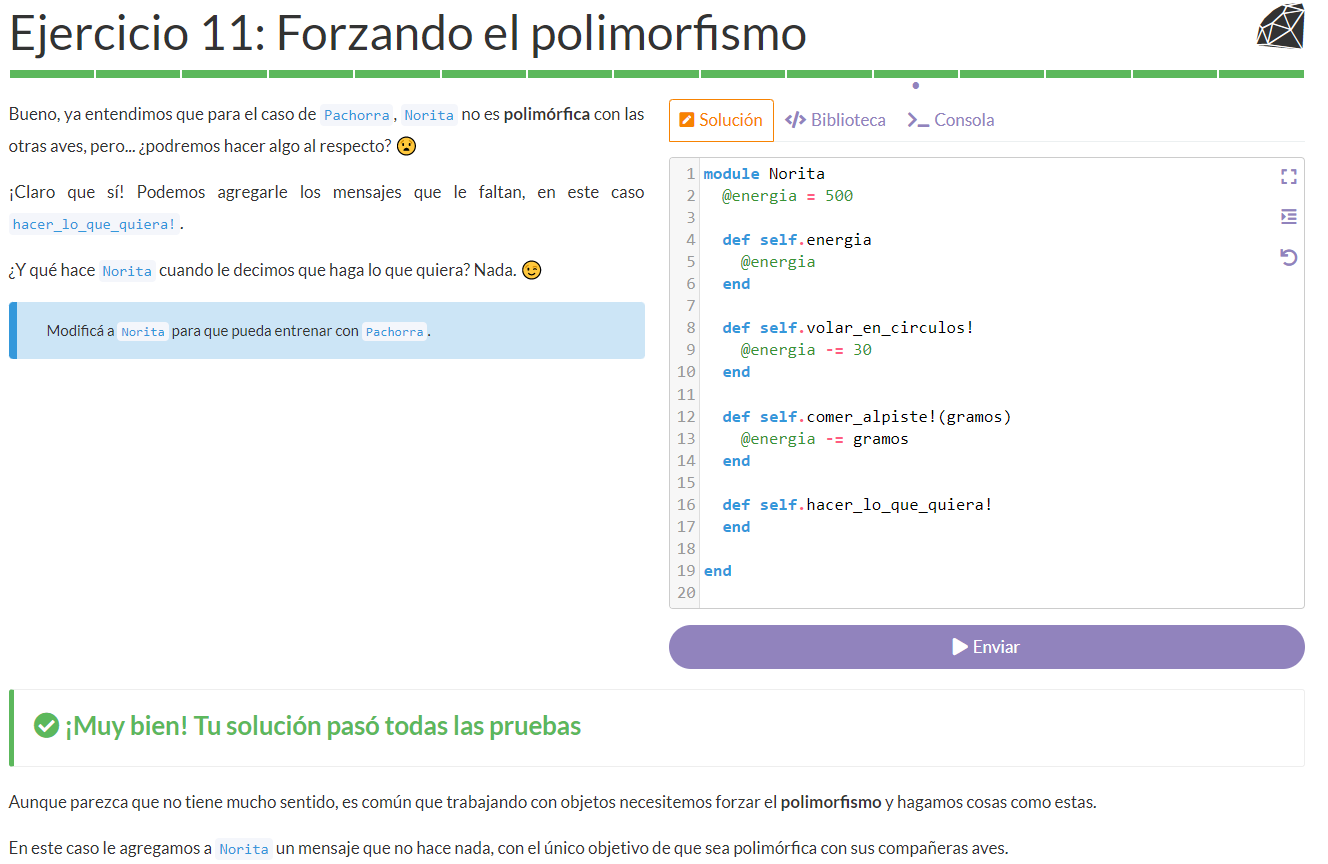 Ejercicio 11: Forzando el polimorfismo
Bueno, ya entendimos que para el caso de Pachorra, Norita no es polimórfica con las
otras aves, pero... ¿podremos hacer algo al respecto? 😧
¡Claro que sí! Podemos agregarle los mensajes que le faltan, en este caso
hacer_lo_que_quiera!.
¿Y qué hace Norita cuando le decimos que haga lo que quiera? Nada. 😉
Modificá a Norita para que pueda entrenar con Pachorra.
Solución
Biblioteca
Consola
1 module Norita
2   @energia = 500
3
4   def self.energia
5     @energia
6   end
7
8   def self.volar_en_circulos!
9     @energia -= 30
10   end
11
12   def self.comer_alpiste!(gramos)
13     @energia -= gramos
14   end
15
16   def self.hacer_lo_que_quiera!
17   end
18
19 end
20
Enviar
¡Muy bien! Tu solución pasó todas las pruebas
Aunque parezca que no tiene mucho sentido, es común que trabajando con objetos necesitemos forzar el polimorfismo y hagamos cosas como estas.
En este caso le agregamos a Norita un mensaje que no hace nada, con el único objetivo de que sea polimórfica con sus compañeras aves.